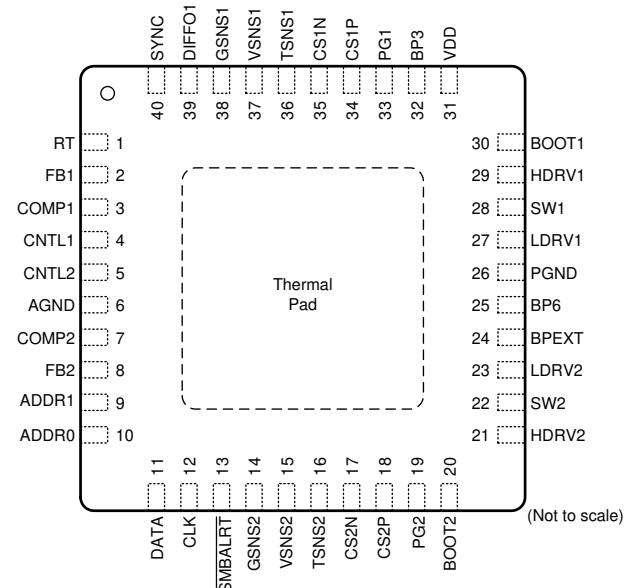 SYNC DIFFO1 GSNS1 VSNS1 TSNS1 CS1N CS1P PG1 BP3 VDD
40 39 38 37 36 35 34 33 32 31
RT 1
FB1 2
COMP1 3
CNTL1 4
CNTL2 5
AGND 6
COMP2 7
FB2 8
ADDR1 9
ADDR0 10
Thermal
Pad
30 BOOT1
29 HDRV1
28 SW1
27 LDRV1
26 PGND
25 BP6
24 BPEXT
23 LDRV2
22 SW2
21 HDRV2
11 12 13 14 15 16 17 18 19 20
DATA CLK SMBALRT GSNS2 VSNS2 TSNS2 CS2N CS2P PG2 BOOT2
(Not to scale)